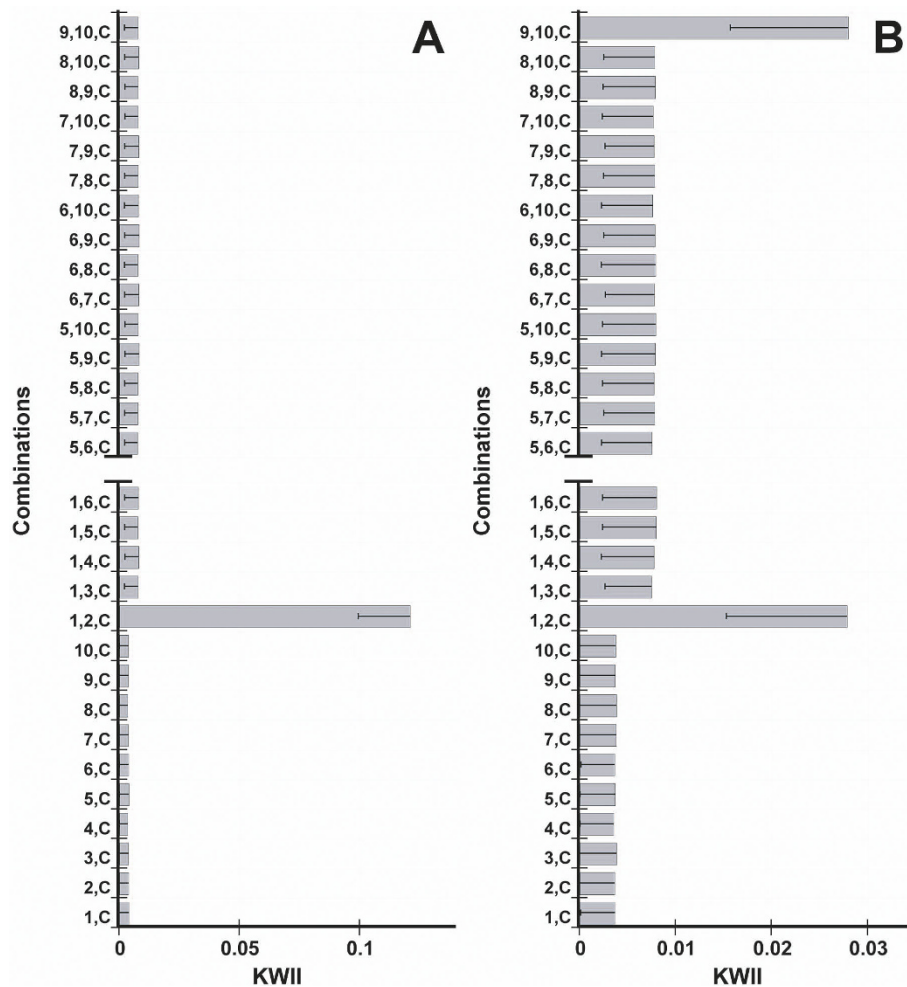 A
Combinations
9,10,C
8,10,C
8,9,C
7,10,C
7,9,C
7,8,C
6,10,C
6,9,C
6,8,C
6,7,C
5,10,C
5,9,C
5,8,C
5,7,C
5,6,C
1,6,C
1,5,C
1,4,C
1,3,C
1,2,C
10,C
9,C
8,C
7,C
6,C
5,C
4,C
3,C
2,C
1,C
0 0.05 0.1
KWII
B
Combinations
9,10,C
8,10,C
8,9,C
7,10,C
7,9,C
7,8,C
6,10,C
6,9,C
6,8,C
6,7,C
5,10,C
5,9,C
5,8,C
5,7,C
5,6,C
1,6,C
1,5,C
1,4,C
1,3,C
1,2,C
10,C
9,C
8,C
7,C
6,C
5,C
4,C
3,C
2,C
1,C
0 0.01 0.02 0.03
KWII